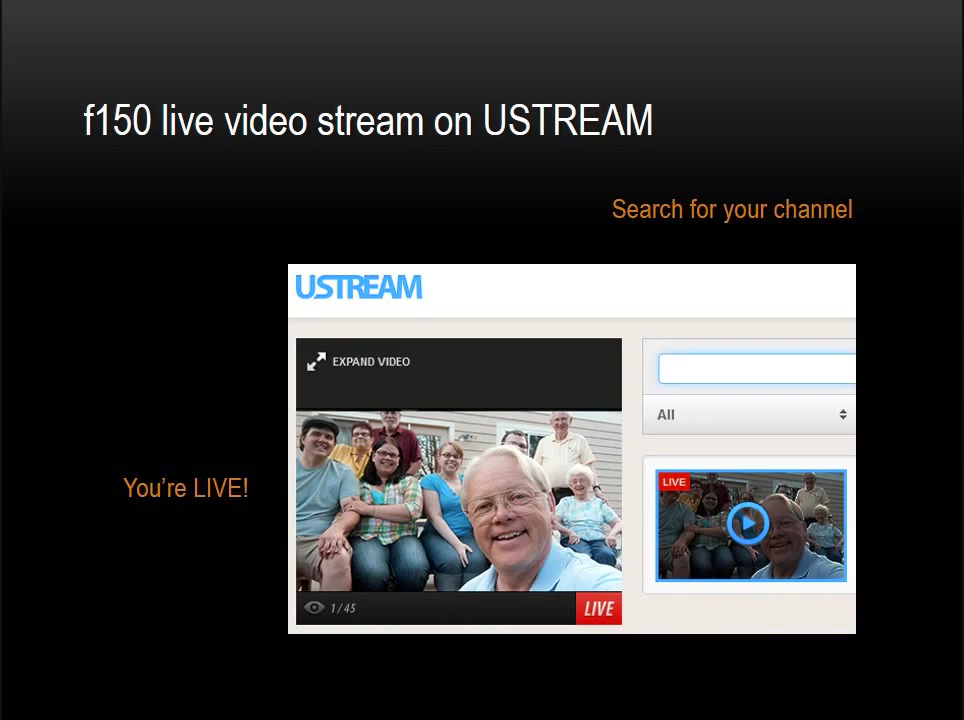 f150 live video stream on USTREAM
Search for your channel
USTREAM
EXPAND VIDEO
All
LIVE
You’re LIVE!
1 / 45
LIVE